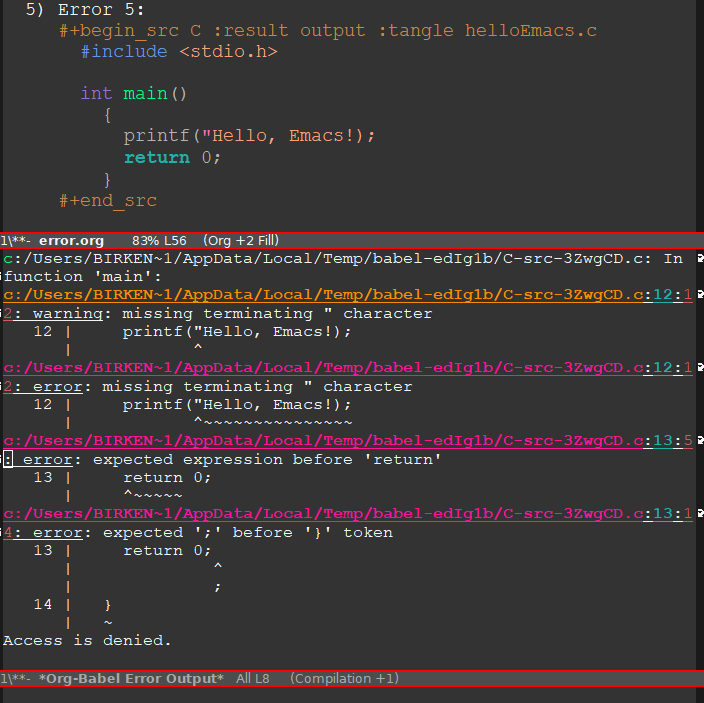 5) Error 5:
#+begin_src C :result output :tangle helloEmacs.c
#include <stdio.h>
int main()
{
printf("Hello, Emacs!);
return 0;
}
#+end_src
1\**- error.org 83% L56 (Org +2 Fill)
c:/Users/BIRKEN~1/AppData/Local/Temp/babel-edIg1b/C-src-3ZwgCD.c: In
function 'main':
c:/Users/BIRKEN~1/AppData/Local/Temp/babel-edIg1b/C-src-3ZwgCD.c:12:1
2: warning: missing terminating " character
12 | printf("Hello, Emacs!);
| ^
c:/Users/BIRKEN~1/AppData/Local/Temp/babel-edIg1b/C-src-3ZwgCD.c:12:1
2: error: missing terminating " character
12 | printf("Hello, Emacs!);
| ^~~~~~~~~~~~~~~
c:/Users/BIRKEN~1/AppData/Local/Temp/babel-edIg1b/C-src-3ZwgCD.c:13:5
: error: expected expression before 'return'
13 | return 0;
| ^~~~~~
c:/Users/BIRKEN~1/AppData/Local/Temp/babel-edIg1b/C-src-3ZwgCD.c:13:1
4: error: expected ';' before '}' token
13 | return 0;
| ^
| ;
14 | }
| ~
Access is denied.
1\**- *Org-Babel Error Output* All L8 (Compilation +1)